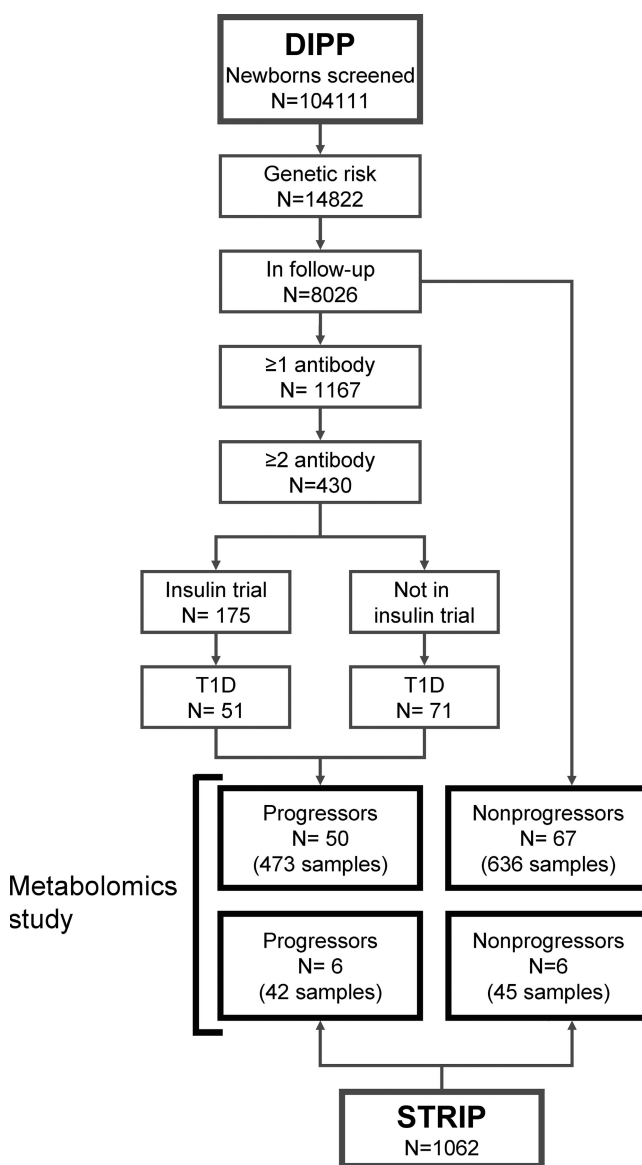 DIPP
Newborns screened
N=104111
Genetic risk
N=14822
In follow-up
N=8026
≥1 antibody
N= 1167
≥2 antibody
N=430
Insulin trial
N= 175
Not in
insulin trial
T1D
N= 51
T1D
N= 71
Metabolomics
study
Progressors
N= 50
(473 samples)
Nonprogressors
N= 67
(636 samples)
Progressors
N= 6
(42 samples)
Nonprogressors
N=6
(45 samples)
STRIP
N=1062